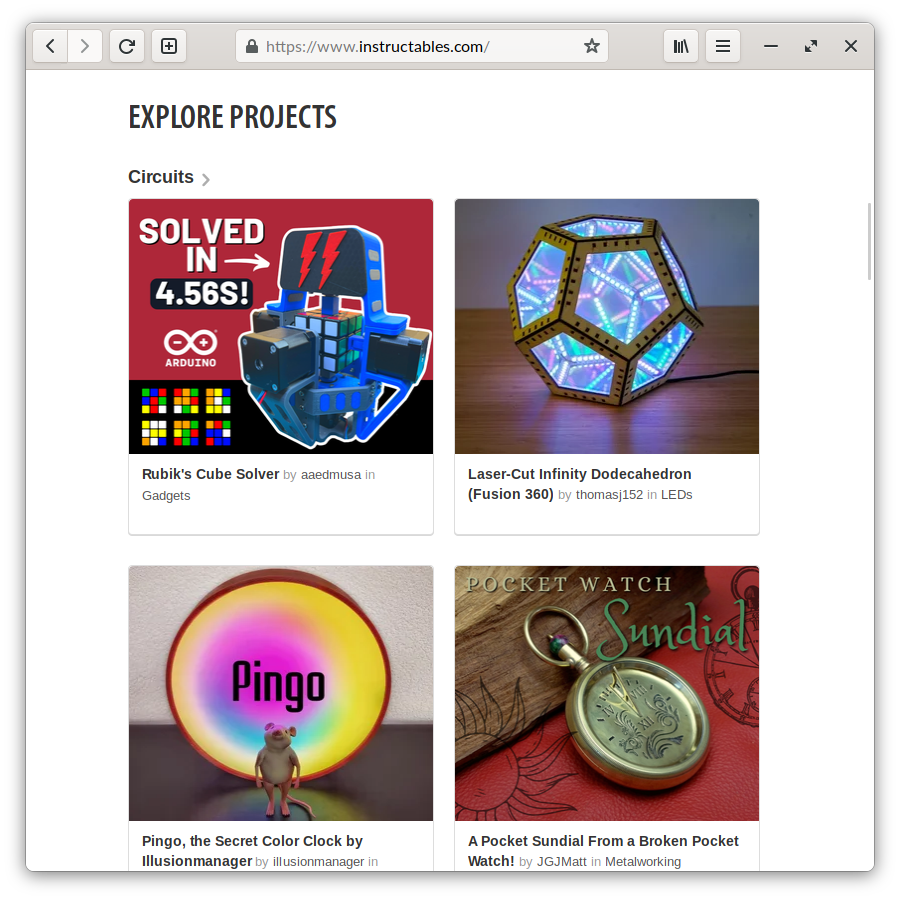 https://www.instructables.com/
EXPLORE PROJECTS
Circuits
SOLVED
IN
4.56S!
ARDUINO
Rubik's Cube Solver by aaedmusa in
Gadgets
Laser-Cut Infinity Dodecahedron
(Fusion 360) by thomasj152 in LEDs
Pingo
POCKET WATCH
Sundial
Pingo, the Secret Color Clock by
Illusionmanager by illusionmanager in
A Pocket Sundial From a Broken Pocket
Watch! by JGJMatt in Metalworking